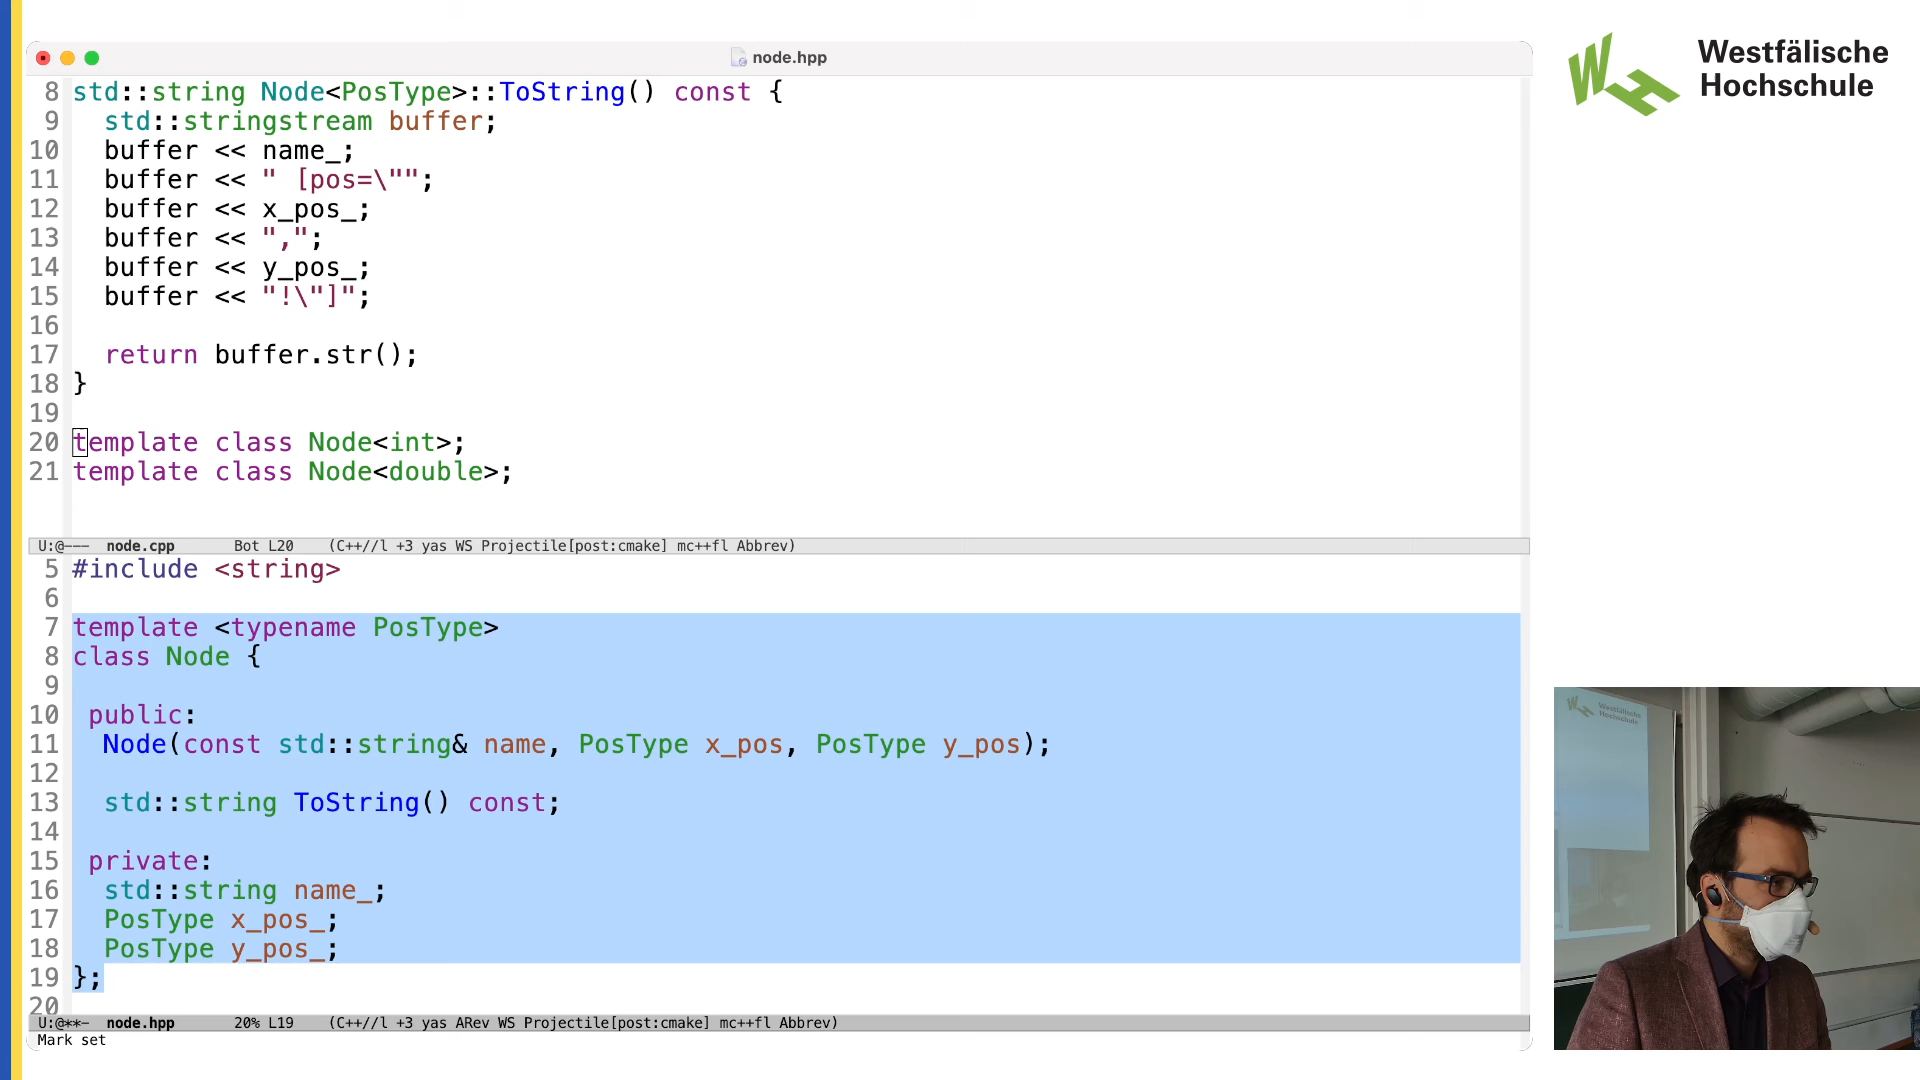 node.hpp
8 std::string Node<PosType>::ToString() const {
9 std::stringstream buffer;
10 buffer << name_;
11 buffer << " [pos=\"";
12 buffer << x_pos_;
13 buffer << ",";
14 buffer << y_pos_;
15 buffer << "!\"]";
16
17 return buffer.str();
18 }
19
20 template class Node<int>;
21 template class Node<double>;
U:@--- node.cpp Bot L20 (C++//l +3 yas WS Projectile[post:cmake] mc++fl Abbrev)
5 #include <string>
6
7 template <typename PosType>
8 class Node {
9
10 public:
11 Node(const std::string& name, PosType x_pos, PosType y_pos);
12
13 std::string ToString() const;
14
15 private:
16 std::string name_;
17 PosType x_pos_;
18 PosType y_pos_;
19 };
20
U:@**- node.hpp 20% L19 (C++//l +3 yas ARev WS Projectile[post:cmake] mc++fl Abbrev)
Mark set
Westfälische
Hochschule
Westfälische
Hochschule